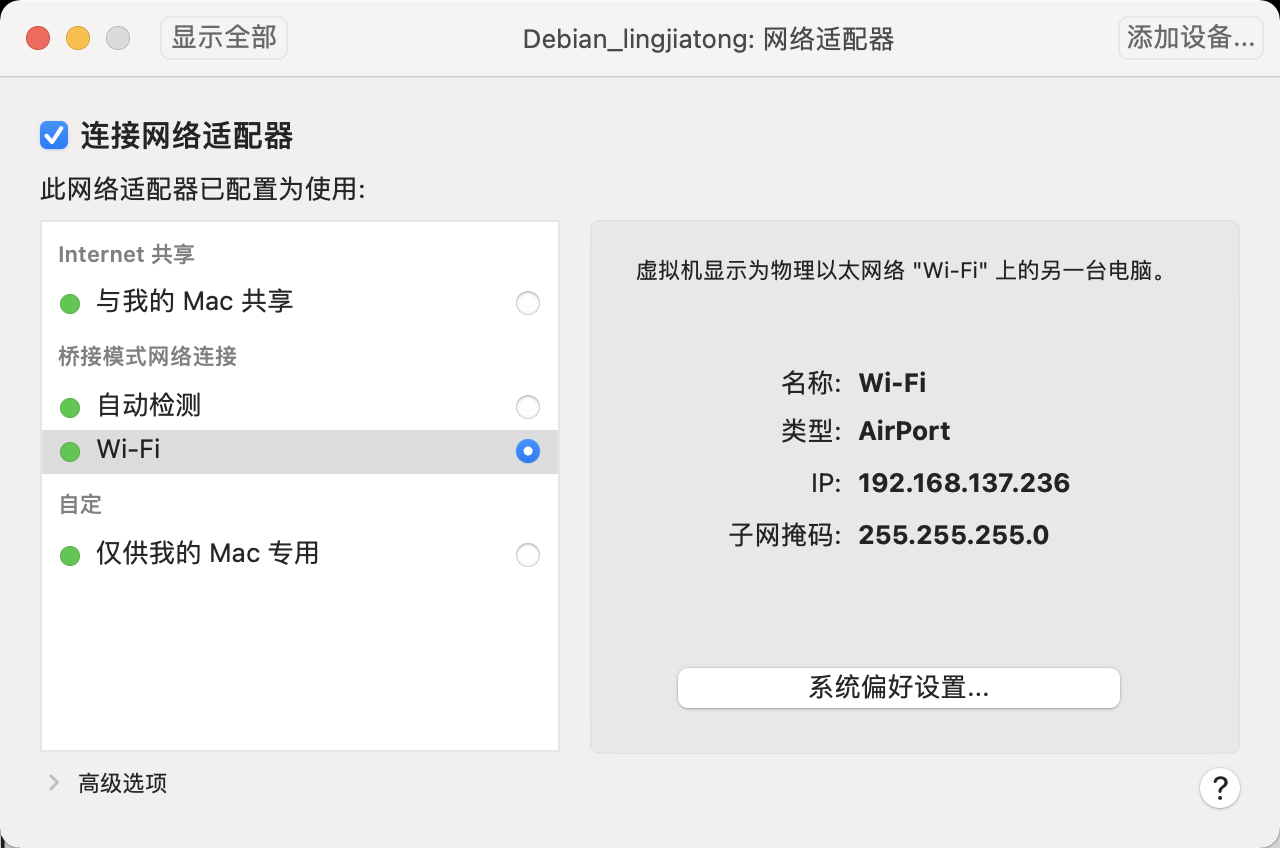 显示全部
Debian_lingjiatong: 网络适配器
添加设备...
连接网络适配器
此网络适配器已配置为使用:
Internet 共享
与我的 Mac 共享
桥接模式网络连接
自动检测
Wi-Fi
自定
仅供我的 Mac 专用
虚拟机显示为物理以太网络 "Wi-Fi" 上的另一台电脑。
名称: Wi-Fi
类型: AirPort
IP: 192.168.137.236
子网掩码: 255.255.255.0
系统偏好设置...
高级选项
?